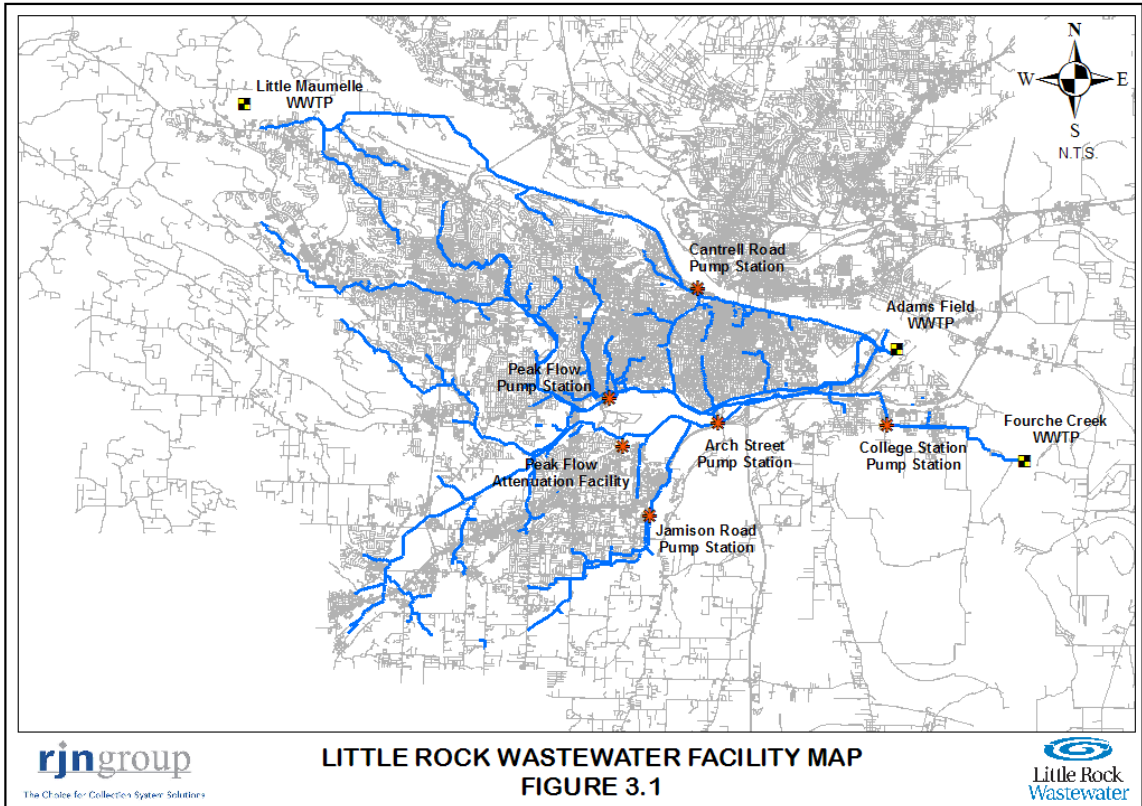 N
W
E
S
N.T.S.
Little Maumelle
WWTP
Cantrell Road
Pump Station
Adams Field
WWTP
Peak Flow
Pump Station
Arch Street
Pump Station
College Station
Pump Station
Fourche Creek
WWTP
Peak Flow
Attenuation Facility
Jamison Road
Pump Station
rjngroup
The Choice for Collection System Solutions
LITTLE ROCK WASTEWATER FACILITY MAP
FIGURE 3.1
Little Rock
Wastewater